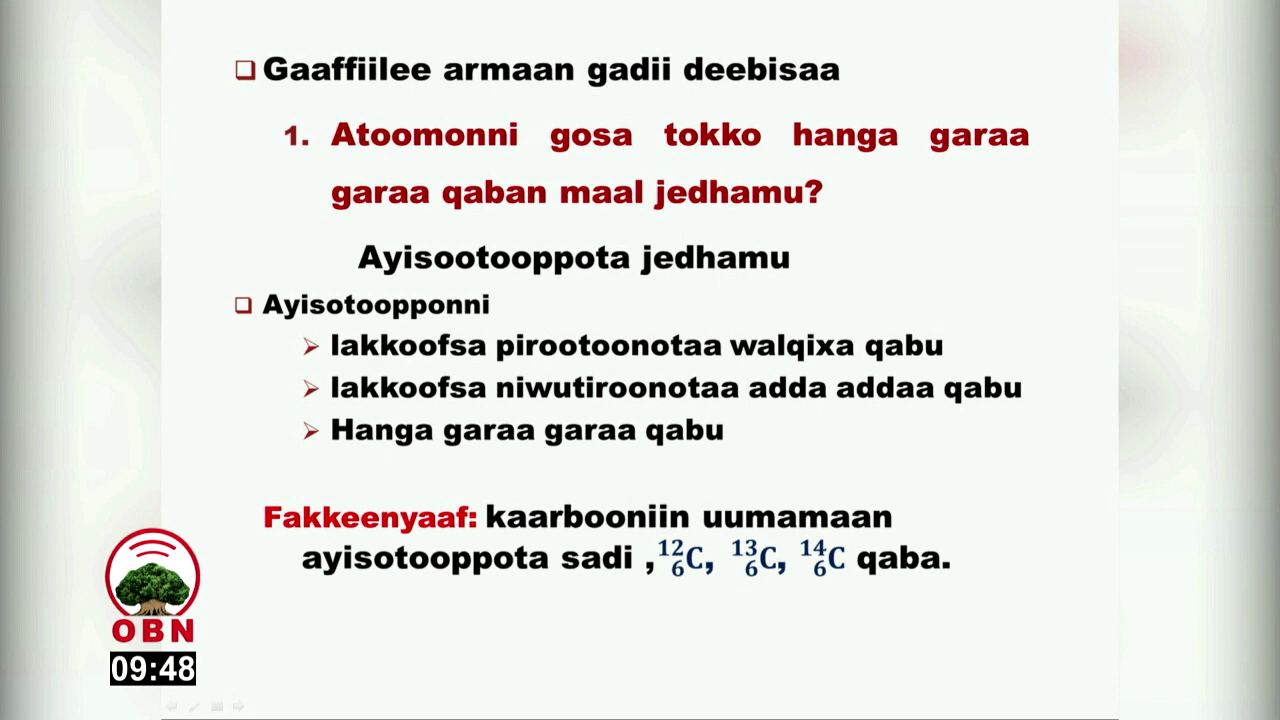 Gaaffiilee armaan gadii deebisaa
1. Atoomonni gosa tokko hanga garaa
garaa qaban maal jedhamu?
Ayisootooppota jedhamu
Ayisotoopponni
lakkoofsa pirootoonotaa walqixa qabu
lakkoofsa niwutiroonotaa adda addaa qabu
Hanga garaa garaa qabu
Fakkeenyaaf: kaarbooniin uumamaan
ayisotooppota sadi ,¹²₆C, ¹³₆C, ¹⁴₆C qaba.
OBN
09:48